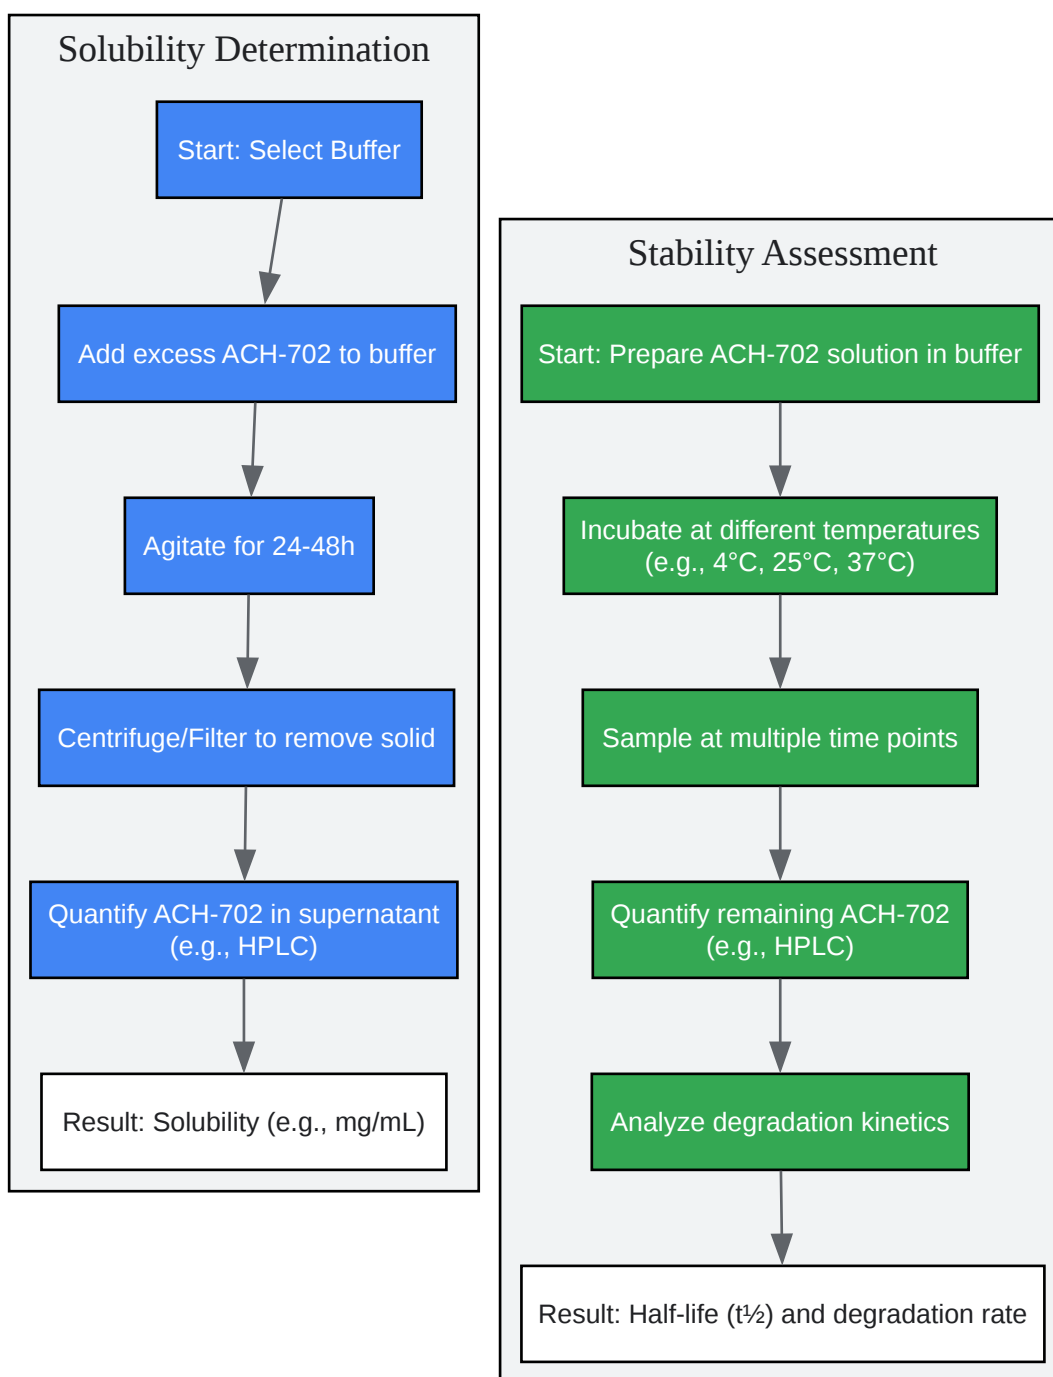 Solubility Determination
Start: Select Buffer
Add excess ACH-702 to buffer
Agitate for 24-48h
Centrifuge/Filter to remove solid
Quantify ACH-702 in supernatant
(e.g., HPLC)
Result: Solubility (e.g., mg/mL)
Stability Assessment
Start: Prepare ACH-702 solution in buffer
Incubate at different temperatures
(e.g., 4°C, 25°C, 37°C)
Sample at multiple time points
Quantify remaining ACH-702
(e.g., HPLC)
Analyze degradation kinetics
Result: Half-life (t½) and degradation rate